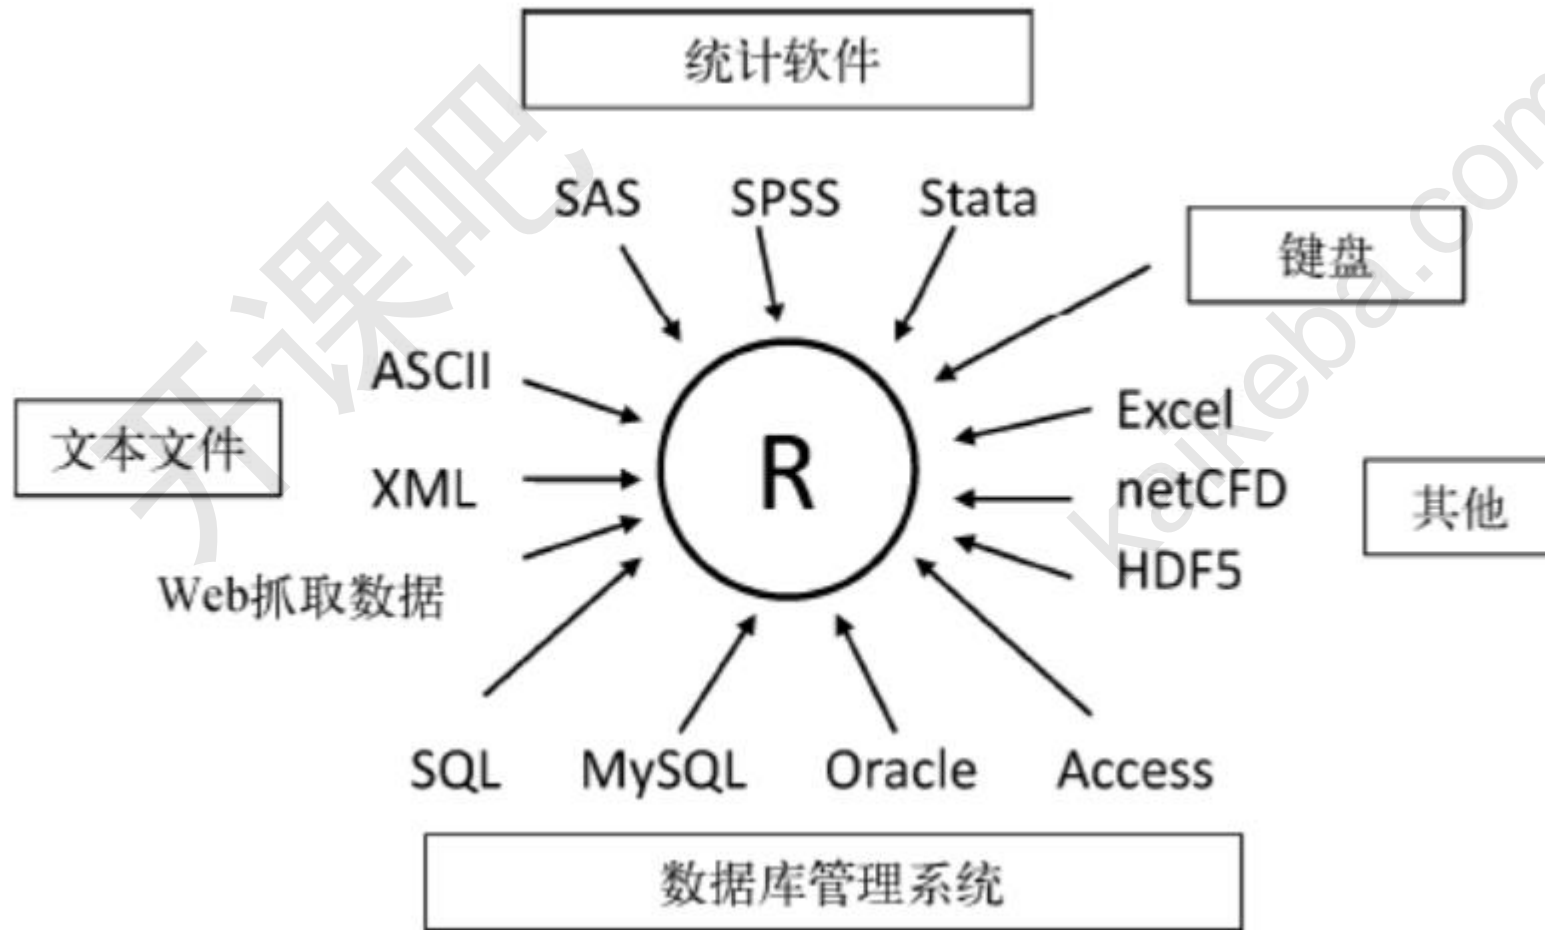 统计软件
SAS SPSS Stata
键盘
ASCII
Excel
文本文件
R
XML
netCFD
其他
HDF5
Web抓取数据
SQL MySQL Oracle Access
数据库管理系统
开课吧
kaikeba.com